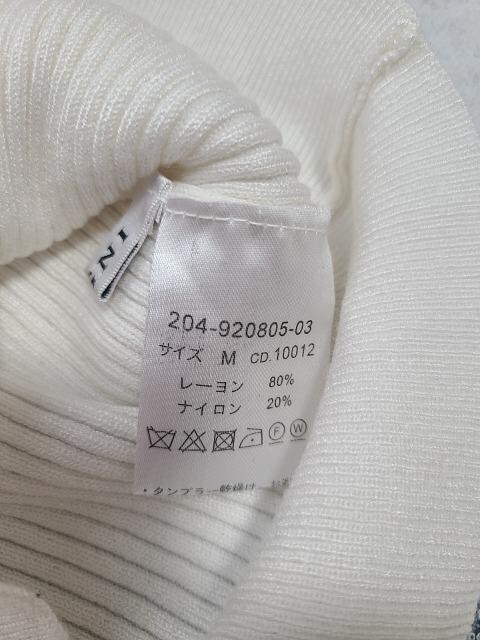 204-920805-03
サイズ M CD.10012
レーヨン 80%
ナイロン 20%
F W
・タンブラー乾燥は